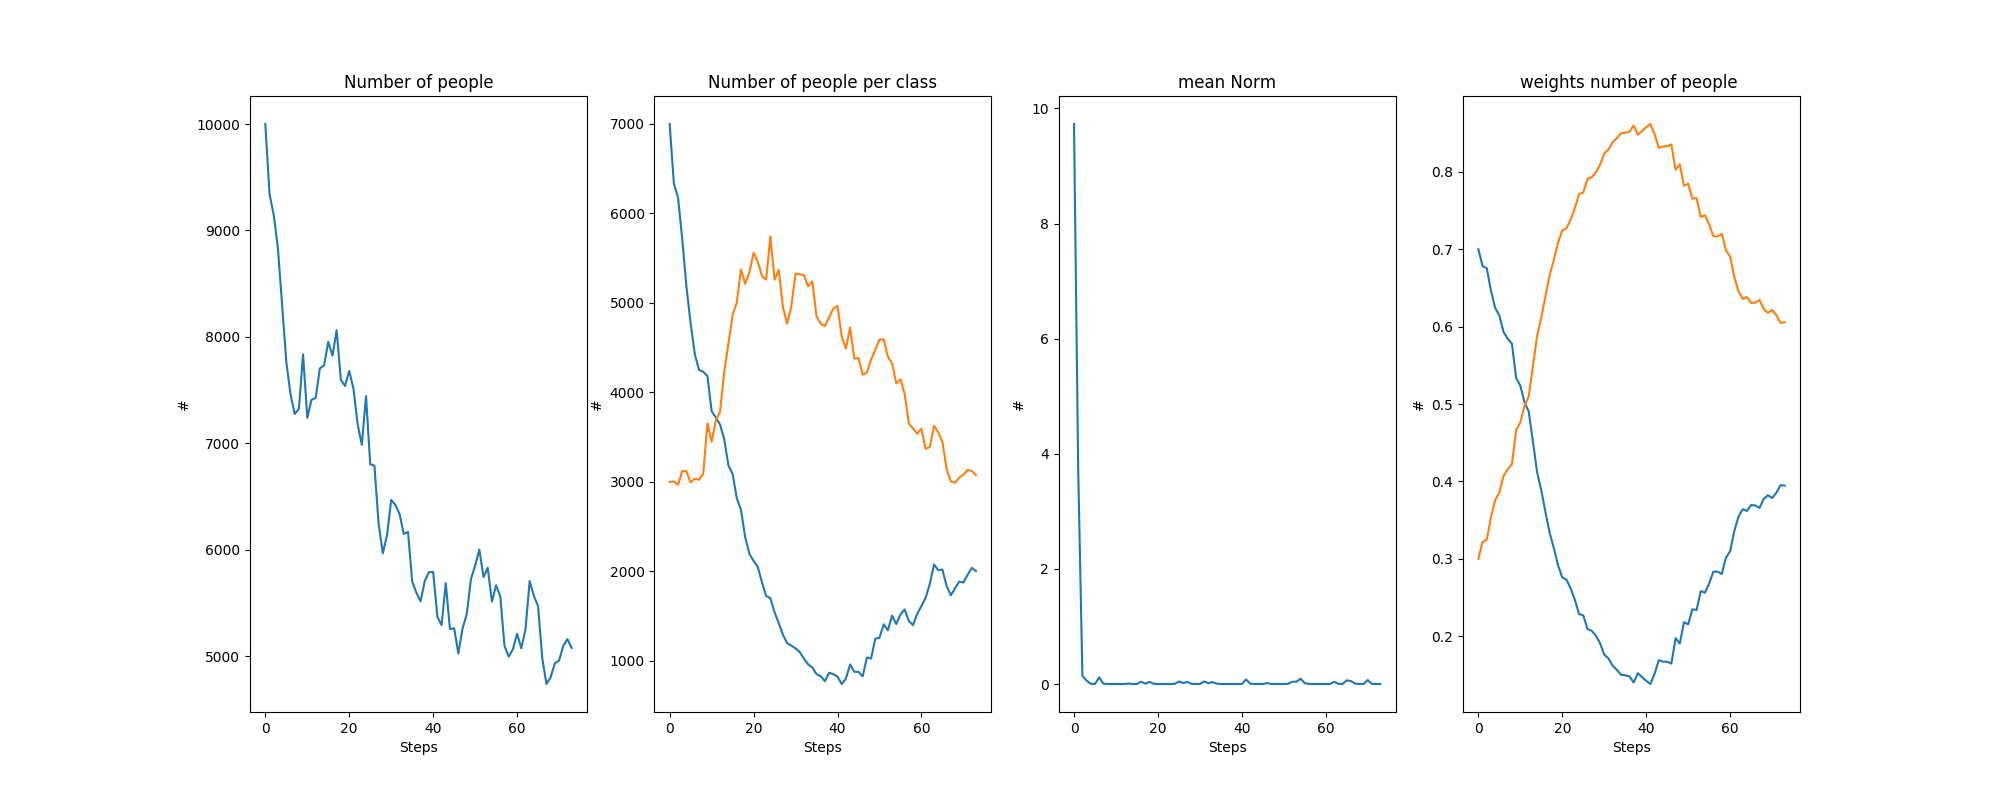 Number of people
10000
9000
8000
7000
6000
5000
#
0 20 40 60
Steps
Number of people per class
7000
6000
5000
4000
3000
2000
1000
#
0 20 40 60
Steps
mean Norm
10
8
6
4
2
0
#
0 20 40 60
Steps
weights number of people
0.8
0.7
0.6
0.5
0.4
0.3
0.2
#
0 20 40 60
Steps